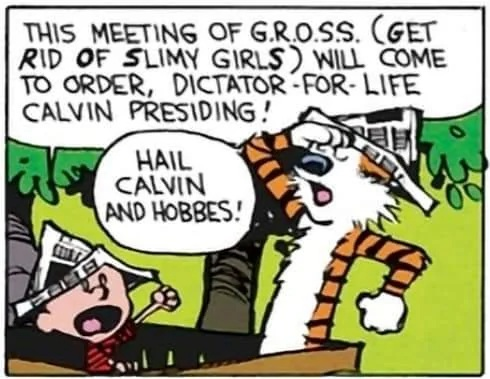 THIS MEETING OF G.R.O.S.S. (GET
RID OF SLIMY GIRLS) WILL COME
TO ORDER, DICTATOR-FOR-LIFE
CALVIN PRESIDING!
HAIL
CALVIN
AND HOBBES!